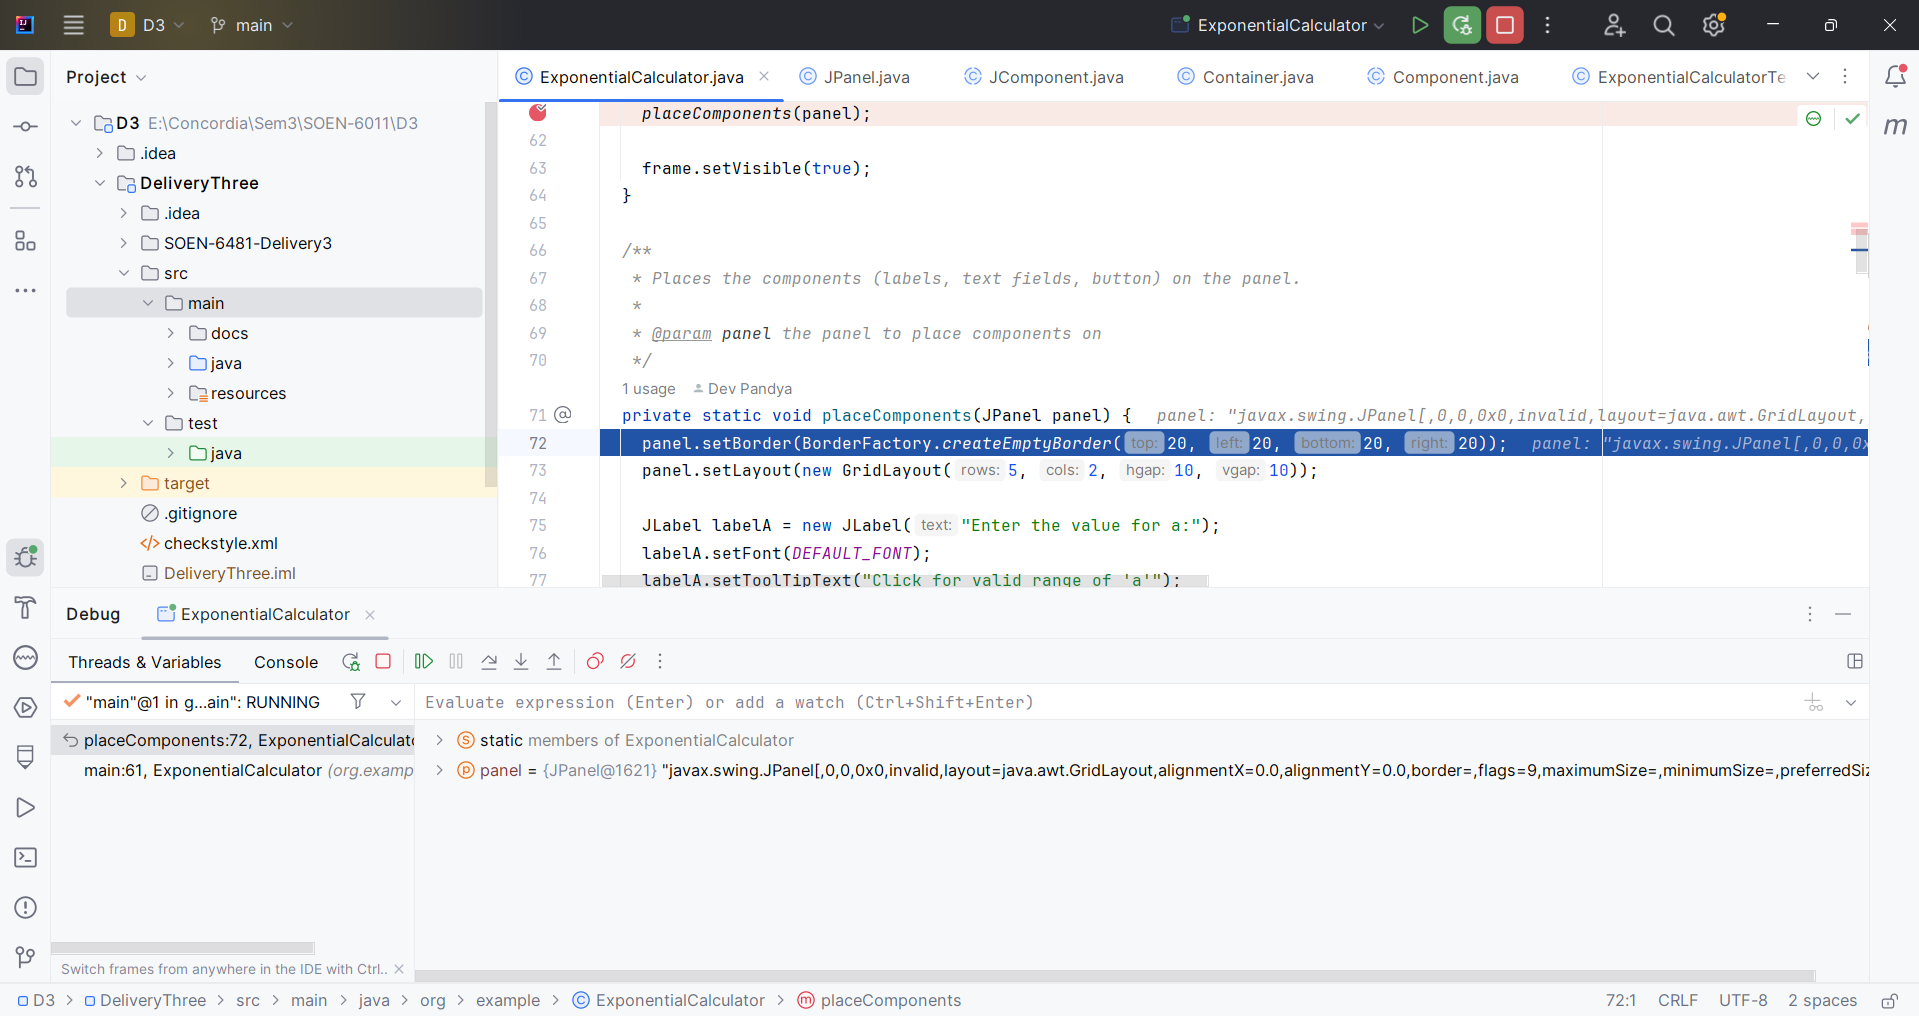 D D3 main ExponentialCalculator
Project
ExponentialCalculator.java JPanel.java JComponent.java Container.java Component.java ExponentialCalculatorTe
D3 E:\Concordia\Sem3\SOEN-6011\D3
.idea
DeliveryThree
.idea
SOEN-6481-Delivery3
src
main
docs
java
resources
test
java
target
.gitignore
checkstyle.xml
DeliveryThree.iml
placeComponents(panel);
62
63 frame.setVisible(true);
64 }
65
66 /**
67 * Places the components (labels, text fields, button) on the panel.
68 *
69 * @param panel the panel to place components on
70 */
1 usage Dev Pandya
71 @ private static void placeComponents(JPanel panel) { panel: "javax.swing.JPanel[,0,0,0x0,invalid,layout=java.awt.GridLayout,
72 panel.setBorder(BorderFactory.createEmptyBorder( top: 20, left: 20, bottom: 20, right: 20)); panel: "javax.swing.JPanel[,0,0,0x
73 panel.setLayout(new GridLayout( rows: 5, cols: 2, hgap: 10, vgap: 10));
74
75 JLabel labelA = new JLabel( text: "Enter the value for a:");
76 labelA.setFont(DEFAULT_FONT);
77 labelA.setToolTipText("Click for valid range of 'a'");
m
Debug ExponentialCalculator
Threads & Variables Console
"main"@1 in g...ain": RUNNING
Evaluate expression (Enter) or add a watch (Ctrl+Shift+Enter)
placeComponents:72, ExponentialCalculato
main:61, ExponentialCalculator (org.examp
static members of ExponentialCalculator
panel = {JPanel@1621} "javax.swing.JPanel[,0,0,0x0,invalid,layout=java.awt.GridLayout,alignmentX=0.0,alignmentY=0.0,border=,flags=9,maximumSize=,minimumSize=,preferredSiz
Switch frames from anywhere in the IDE with Ctrl..
D3 > DeliveryThree > src > main > java > org > example > ExponentialCalculator > placeComponents
72:1 CRLF UTF-8 2 spaces